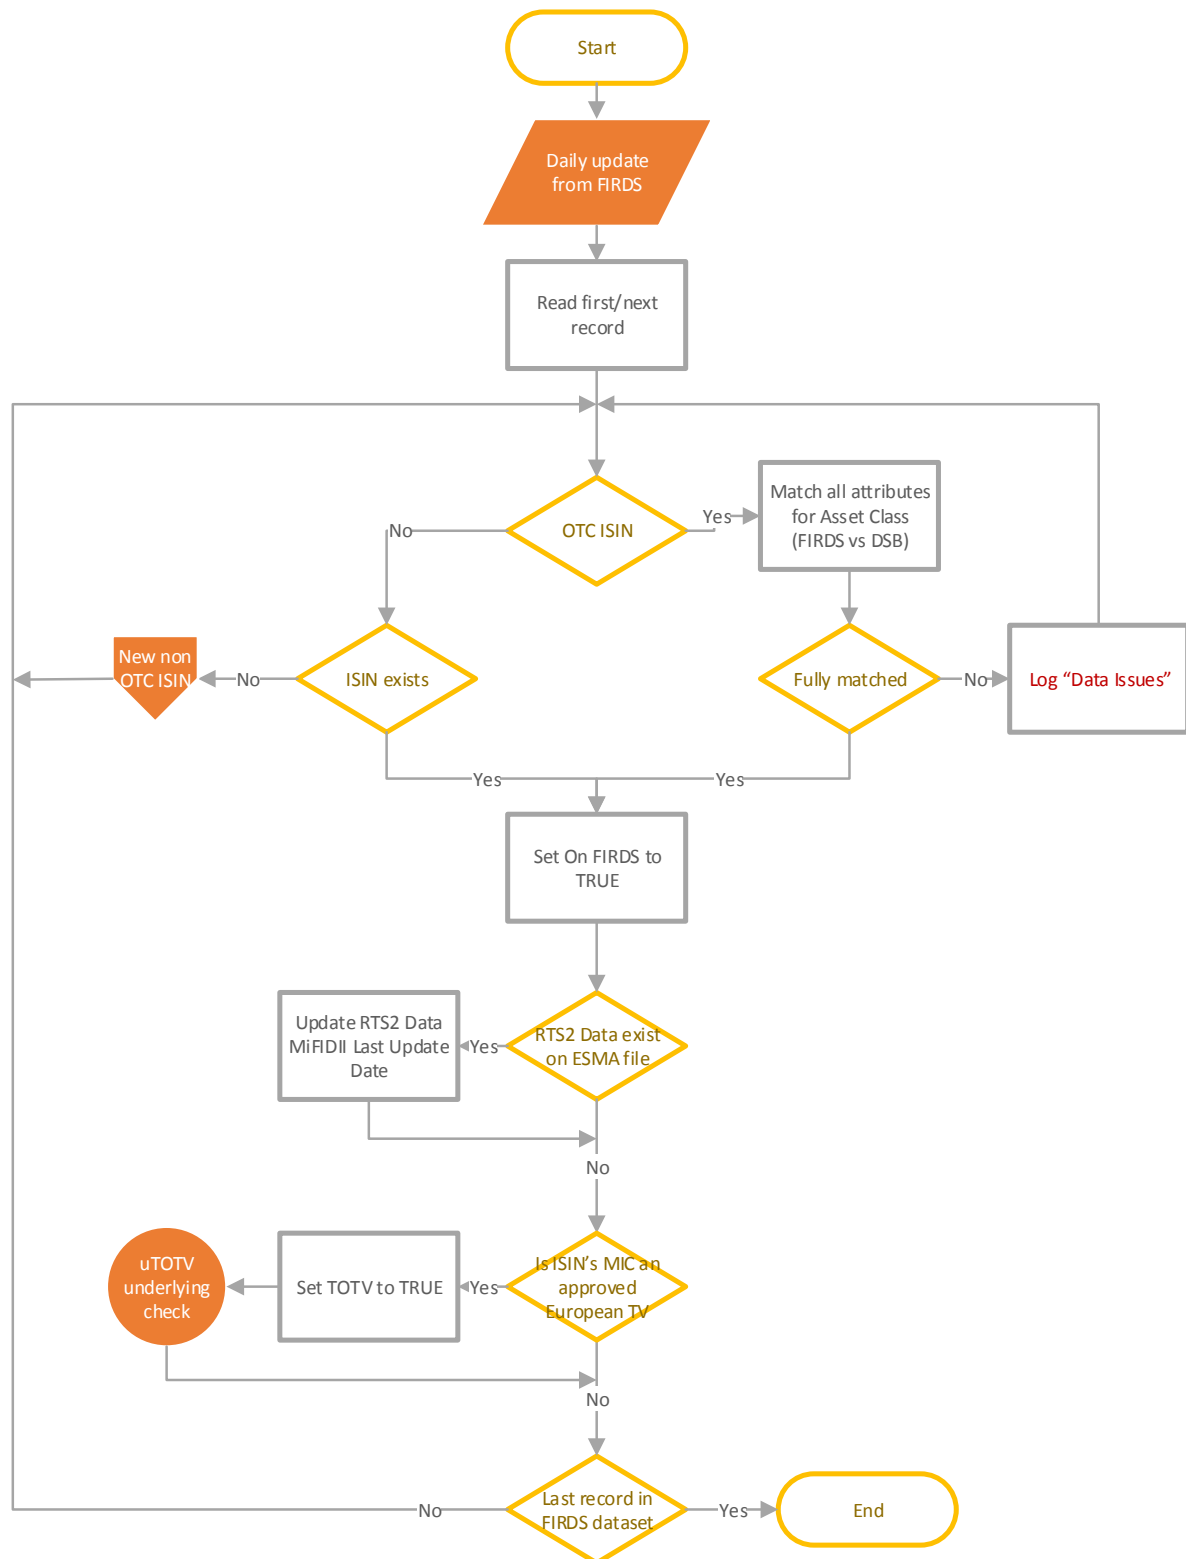 Start
Daily update
from FIRDS
Read first/next
record
OTC ISIN
Yes
Match all attributes
for Asset Class
(FIRDS vs DSB)
No
New non
OTC ISIN
No
ISIN exists
Fully matched
No
Log “Data Issues”
Yes
Yes
Set On FIRDS to
TRUE
Update RTS2 Data
MiFIDII Last Update
Date
Yes
RTS2 Data exist
on ESMA file
No
uTOTV
underlying
check
Set TOTV to TRUE
Yes
Is ISIN’s MIC an
approved
European TV
No
No
Last record in
FIRDS dataset
Yes
End